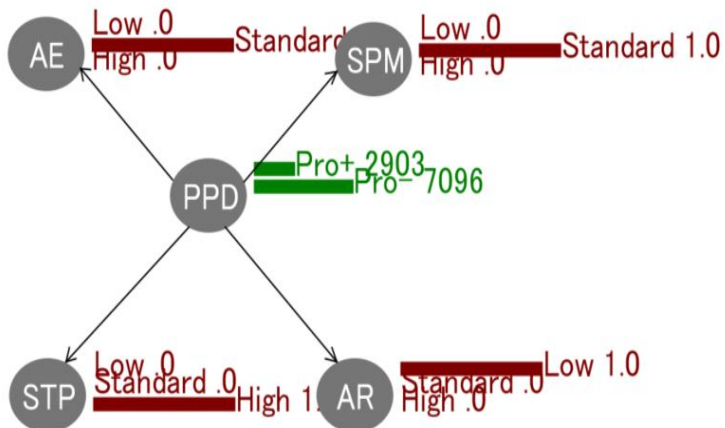 Low .0
AE
Standard
High .0
Low .0
SPM
Standard 1.0
High .0
PPD
Pro+ 2903
Pro- 7096
Low .0
Standard .0
STP
High 1.
Low 1.0
Standard .0
AR
High .0